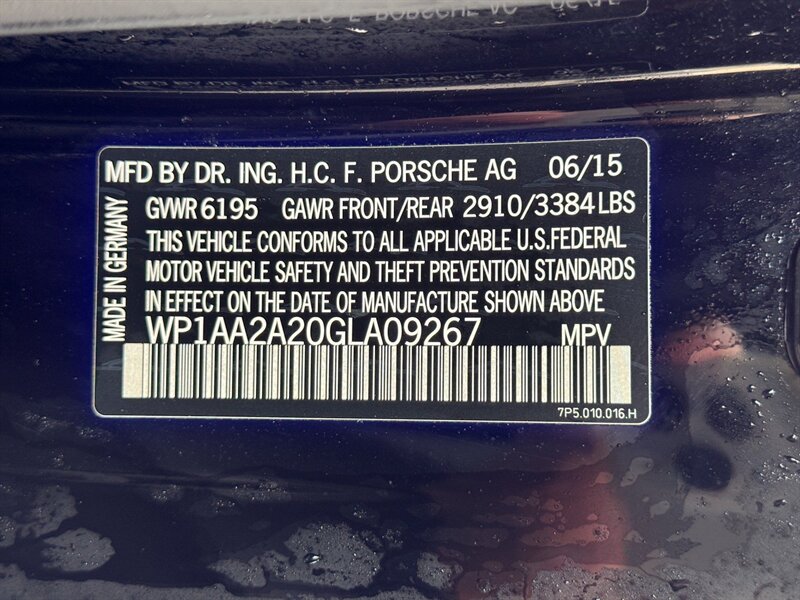 MFD BY DR. ING. H.C. F. PORSCHE AG 06/15
GWWR 6195 GAWR FRONT/REAR 2910/3384 LBS
THIS VEHICLE CONFORMS TO ALL APPLICABLE U.S.FEDERAL
MOTOR VEHICLE SAFETY AND THEFT PREVENTION STANDARDS
IN EFFECT ON THE DATE OF MANUFACTURE SHOWN ABOVE
WP1AA2A20GLA09267 MPV
7P5.010.016.H
MADE IN GERMANY